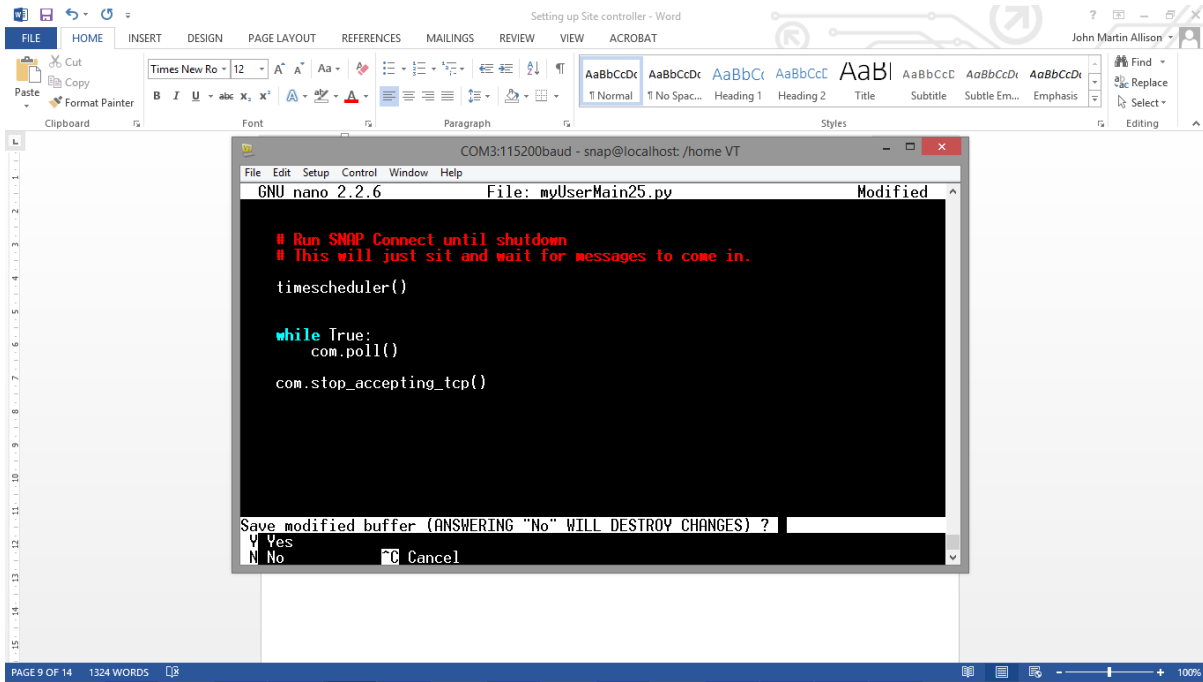 Setting up Site controller - Word
FILE HOME INSERT DESIGN PAGE LAYOUT REFERENCES MAILINGS REVIEW VIEW ACROBAT John Martin Allison
Paste Cut
Copy
Format Painter
Clipboard
Times New Ro 12
Font
Paragraph
AaBbCcDc AaBbCcDc AaBbCc AaBbCcC AaBl AaBbCcC AaBbCcDc AaBbCcDc
¶ Normal ¶ No Spac... Heading 1 Heading 2 Title Subtitle Subtle Em... Emphasis
Styles
Find
Replace
Select
Editing
COM3:115200baud - snap@localhost: /home VT
File Edit Setup Control Window Help
GNU nano 2.2.6 File: myUserMain25.py Modified
# Run SNAP Connect until shutdown
# This will just sit and wait for messages to come in.
timescheduler()
while True:
com.poll()
com.stop_accepting_tcp()
Save modified buffer (ANSWERING "No" WILL DESTROY CHANGES) ?
Y Yes
N No ^C Cancel
PAGE 9 OF 14 1324 WORDS 100%